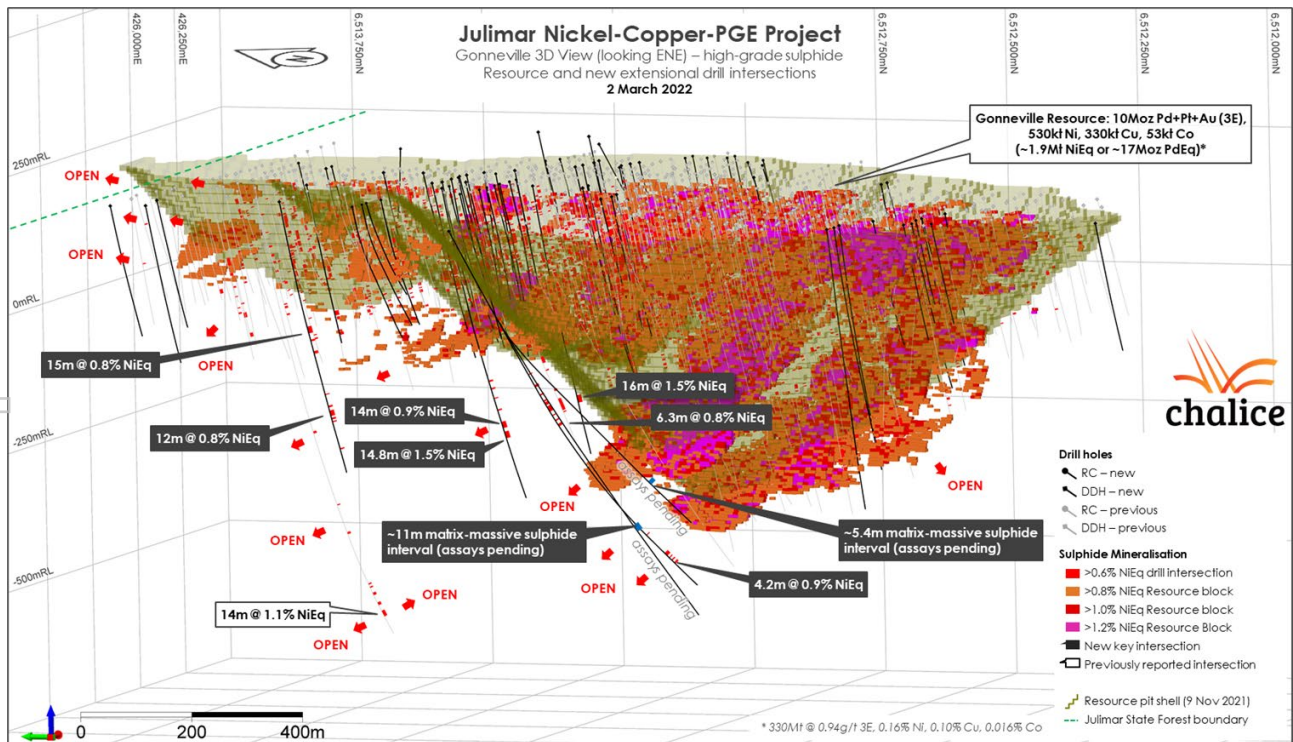 Julimar Nickel-Copper-PGE Project
Gonneville 3D View (looking ENE) – high-grade sulphide
Resource and new extensional drill intersections
2 March 2022
426,000mE
426,250mE
6,513,750mN
6,512,750mN
6,512,500mN
6,512,250mN
6,512,000mN
N
Gonneville Resource: 10Moz Pd+Pt+Au (3E),
530kt Ni, 330kt Cu, 53kt Co
(~1.9Mt NiEq or ~17Moz PdEq)*
250mRL
0mRL
-250mRL
-500mRL
OPEN
OPEN
OPEN
OPEN
15m @ 0.8% NiEq
12m @ 0.8% NiEq
14m @ 0.9% NiEq
14.8m @ 1.5% NiEq
16m @ 1.5% NiEq
6.3m @ 0.8% NiEq
OPEN
OPEN
assays pending
~11m matrix-massive sulphide
interval (assays pending)
~5.4m matrix-massive sulphide
interval (assays pending)
assays pending
4.2m @ 0.9% NiEq
OPEN
OPEN
OPEN
14m @ 1.1% NiEq
OPEN
chalice
Drill holes
RC – new
DDH – new
RC – previous
DDH – previous
Sulphide Mineralisation
>0.6% NiEq drill intersection
>0.8% NiEq Resource block
>1.0% NiEq Resource block
>1.2% NiEq Resource Block
New key intersection
Previously reported intersection
Resource pit shell (9 Nov 2021)
Julimar State Forest boundary
0
200
400m
* 330Mt @ 0.94g/t 3E, 0.16% Ni, 0.10% Cu, 0.016% Co